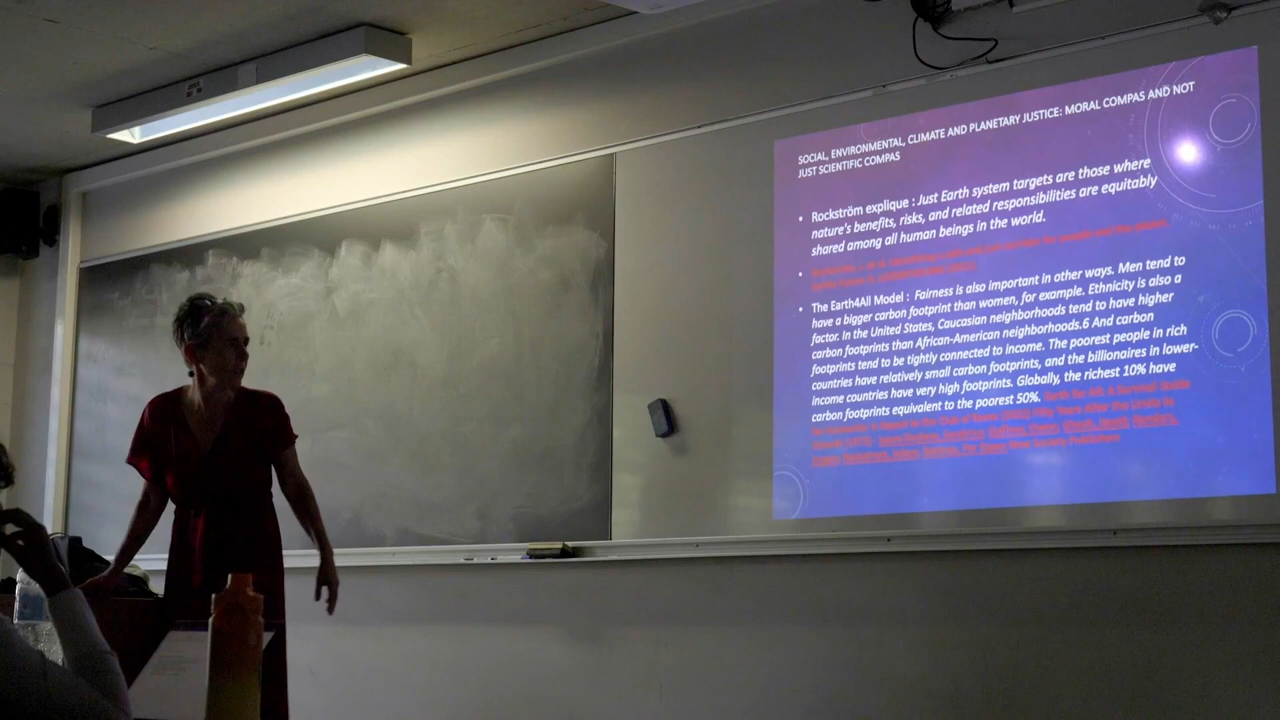 SOCIAL, ENVIRONMENTAL, CLIMATE AND PLANETARY JUSTICE: MORAL COMPAS AND NOT
JUST SCIENTIFIC COMPAS
• Rockström explique : Just Earth system targets are those where
nature's benefits, risks, and related responsibilities are equitably
shared among all human beings in the world.
•
• The Earth4All Model : Fairness is also important in other ways. Men tend to
have a bigger carbon footprint than women, for example. Ethnicity is also a
factor. In the United States, Caucasian neighborhoods tend to have higher
carbon footprints than African-American neighborhoods.6 And carbon
footprints tend to be tightly connected to income. The poorest people in rich
countries have relatively small carbon footprints, and the billionaires in lower-
income countries have very high footprints. Globally, the richest 10% have
carbon footprints equivalent to the poorest 50%. Earth for All: A Survival Guide